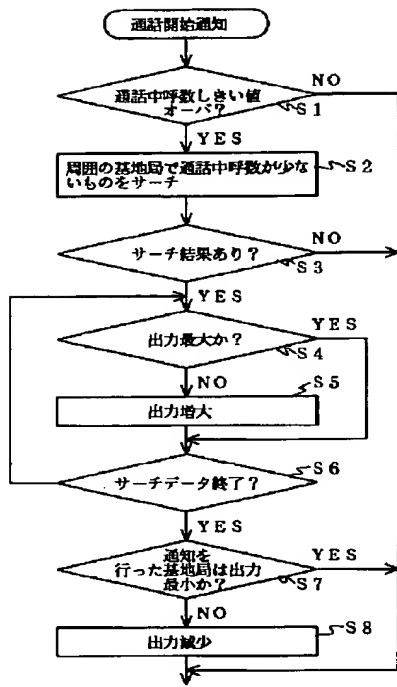 通話開始通知
通話中呼数しきい値
オーバ？
NO
S1
YES
周囲の基地局で通話中呼数が少な
いものをサーチ
S2
サーチ結果あり？
NO
S3
YES
出力最大か？
YES
S4
NO
S5
出力増大
サーチデータ終了？
S6
YES
通知を
行った基地局は出力
最小か？
YES
S7
NO
S8
出力減少